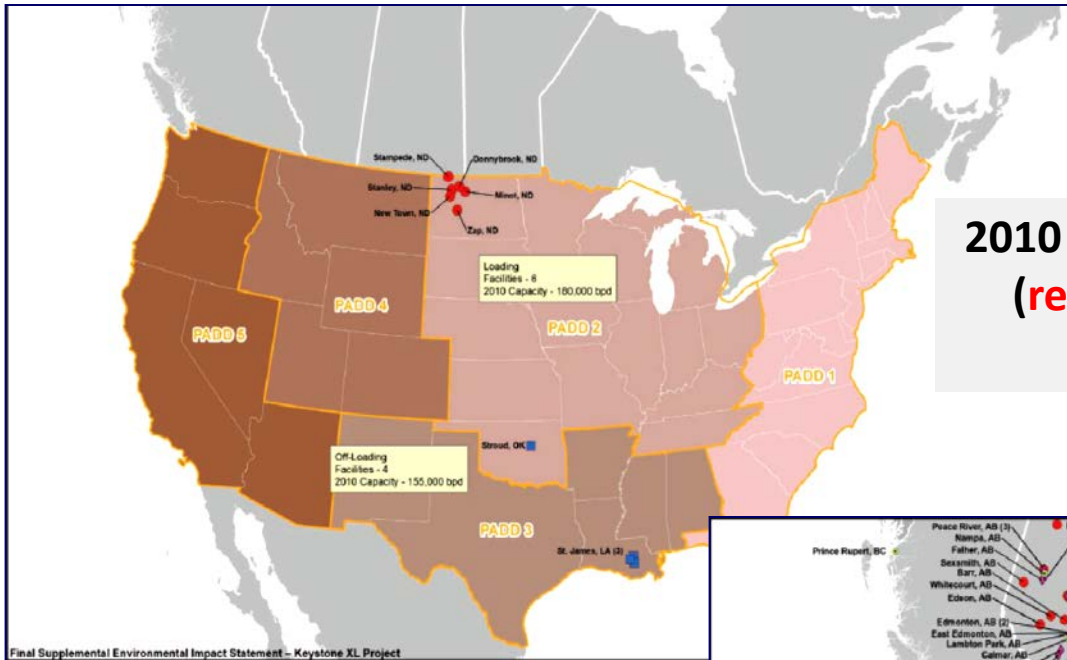 Stampede, ND
Donnybrook, ND
Stanley, ND
Minot, ND
New Town, ND
Zap, ND
2010
(re
Loading
Facilities - 6
2010 Capacity - 180,000 bpd
PADD 4
PADD 5
PADD 2
PADD 1
Stroud, OK
Off-Loading
Facilities - 4
2010 Capacity - 155,000 bpd
PADD 3
St. James, LA (3)
Peace River, AB (3)
Nampa, AB
Prince Rupert, BC
Father, AB
Sexsmith, AB
Barr, AB
Whitecourt, AB
Edson, AB
Edmonton, AB (2)
East Edmonton, AB
Lambton Park, AB
Calmar, AB
Final Supplemental Environmental Impact Statement – Keystone XL Project